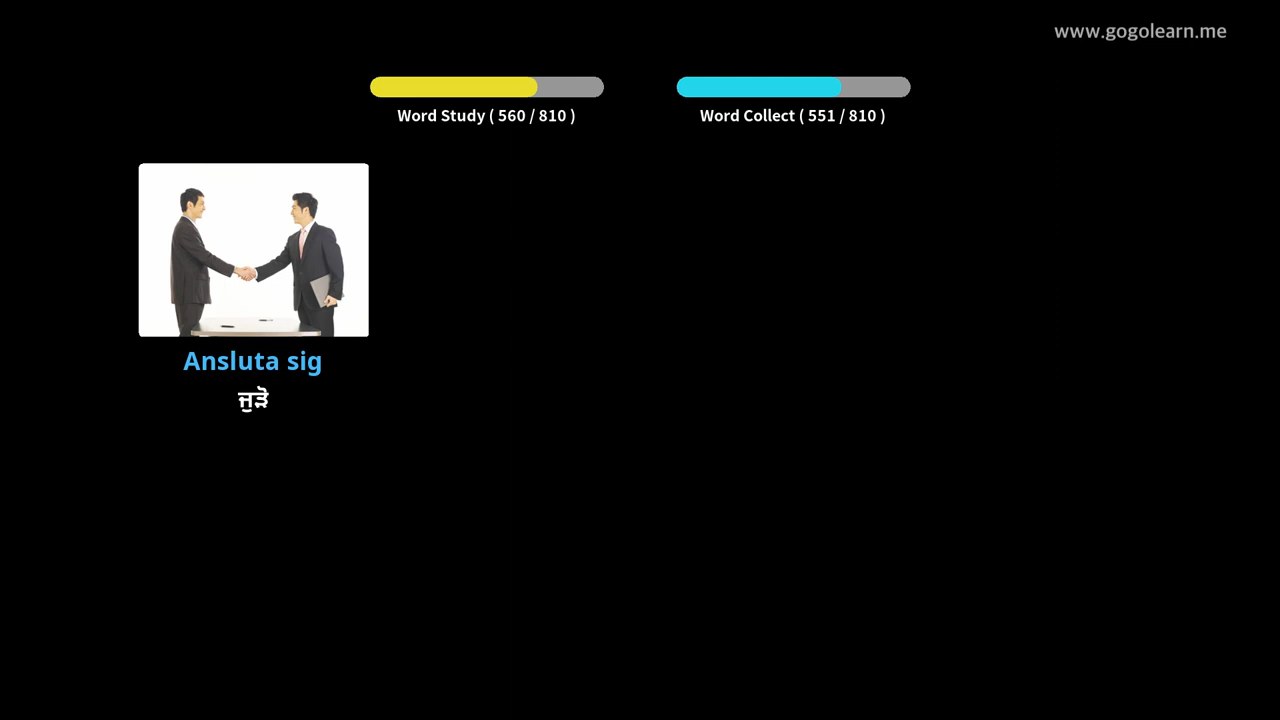 www.gogolearn.me
Word Study ( 560 / 810 )
Word Collect ( 551 / 810 )
Ansluta sig
ਜੁੜੋ